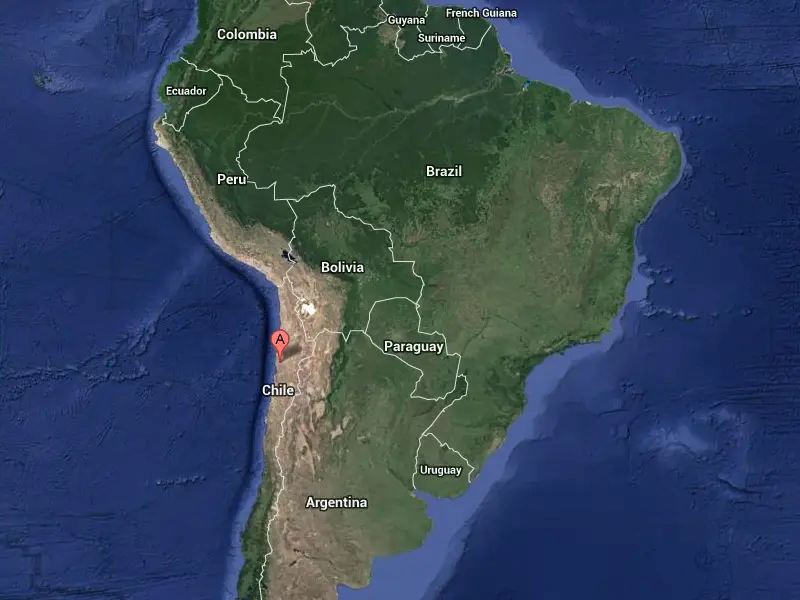 French Guiana
Guyana
Colombia
Suriname
Ecuador
Brazil
Peru
Bolivia
A
Paraguay
Chile
Uruguay
Argentina